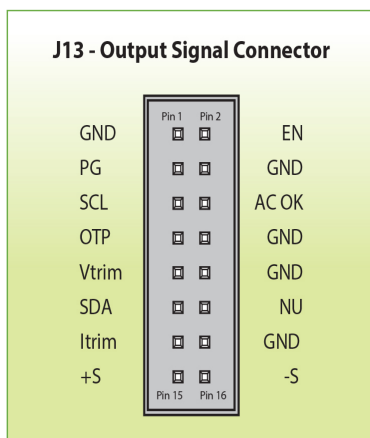 J13 - Output Signal Connector
Pin 1 Pin 2
GND EN
PG GND
SCL AC OK
OTP GND
Vtrim GND
SDA NU
Itrim GND
+S -S
Pin 15 Pin 16